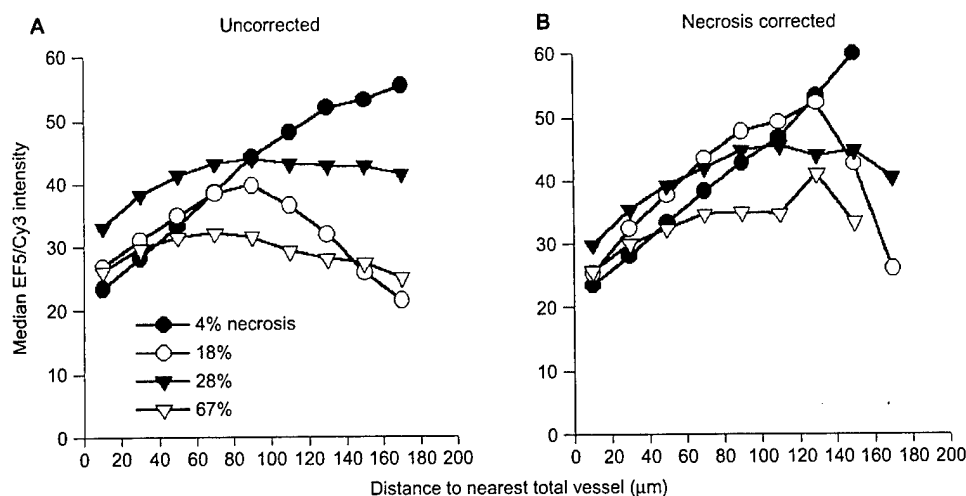 A Uncorrected
60
50
40
30
20
10
0
Median EF5/Cy3 intensity
4% necrosis
18%
28%
67%
0 20 40 60 80 100 120 140 160 180 200
B Necrosis corrected
60
50
40
30
20
10
0
0 20 40 60 80 100 120 140 160 180 200
Distance to nearest total vessel (μm)